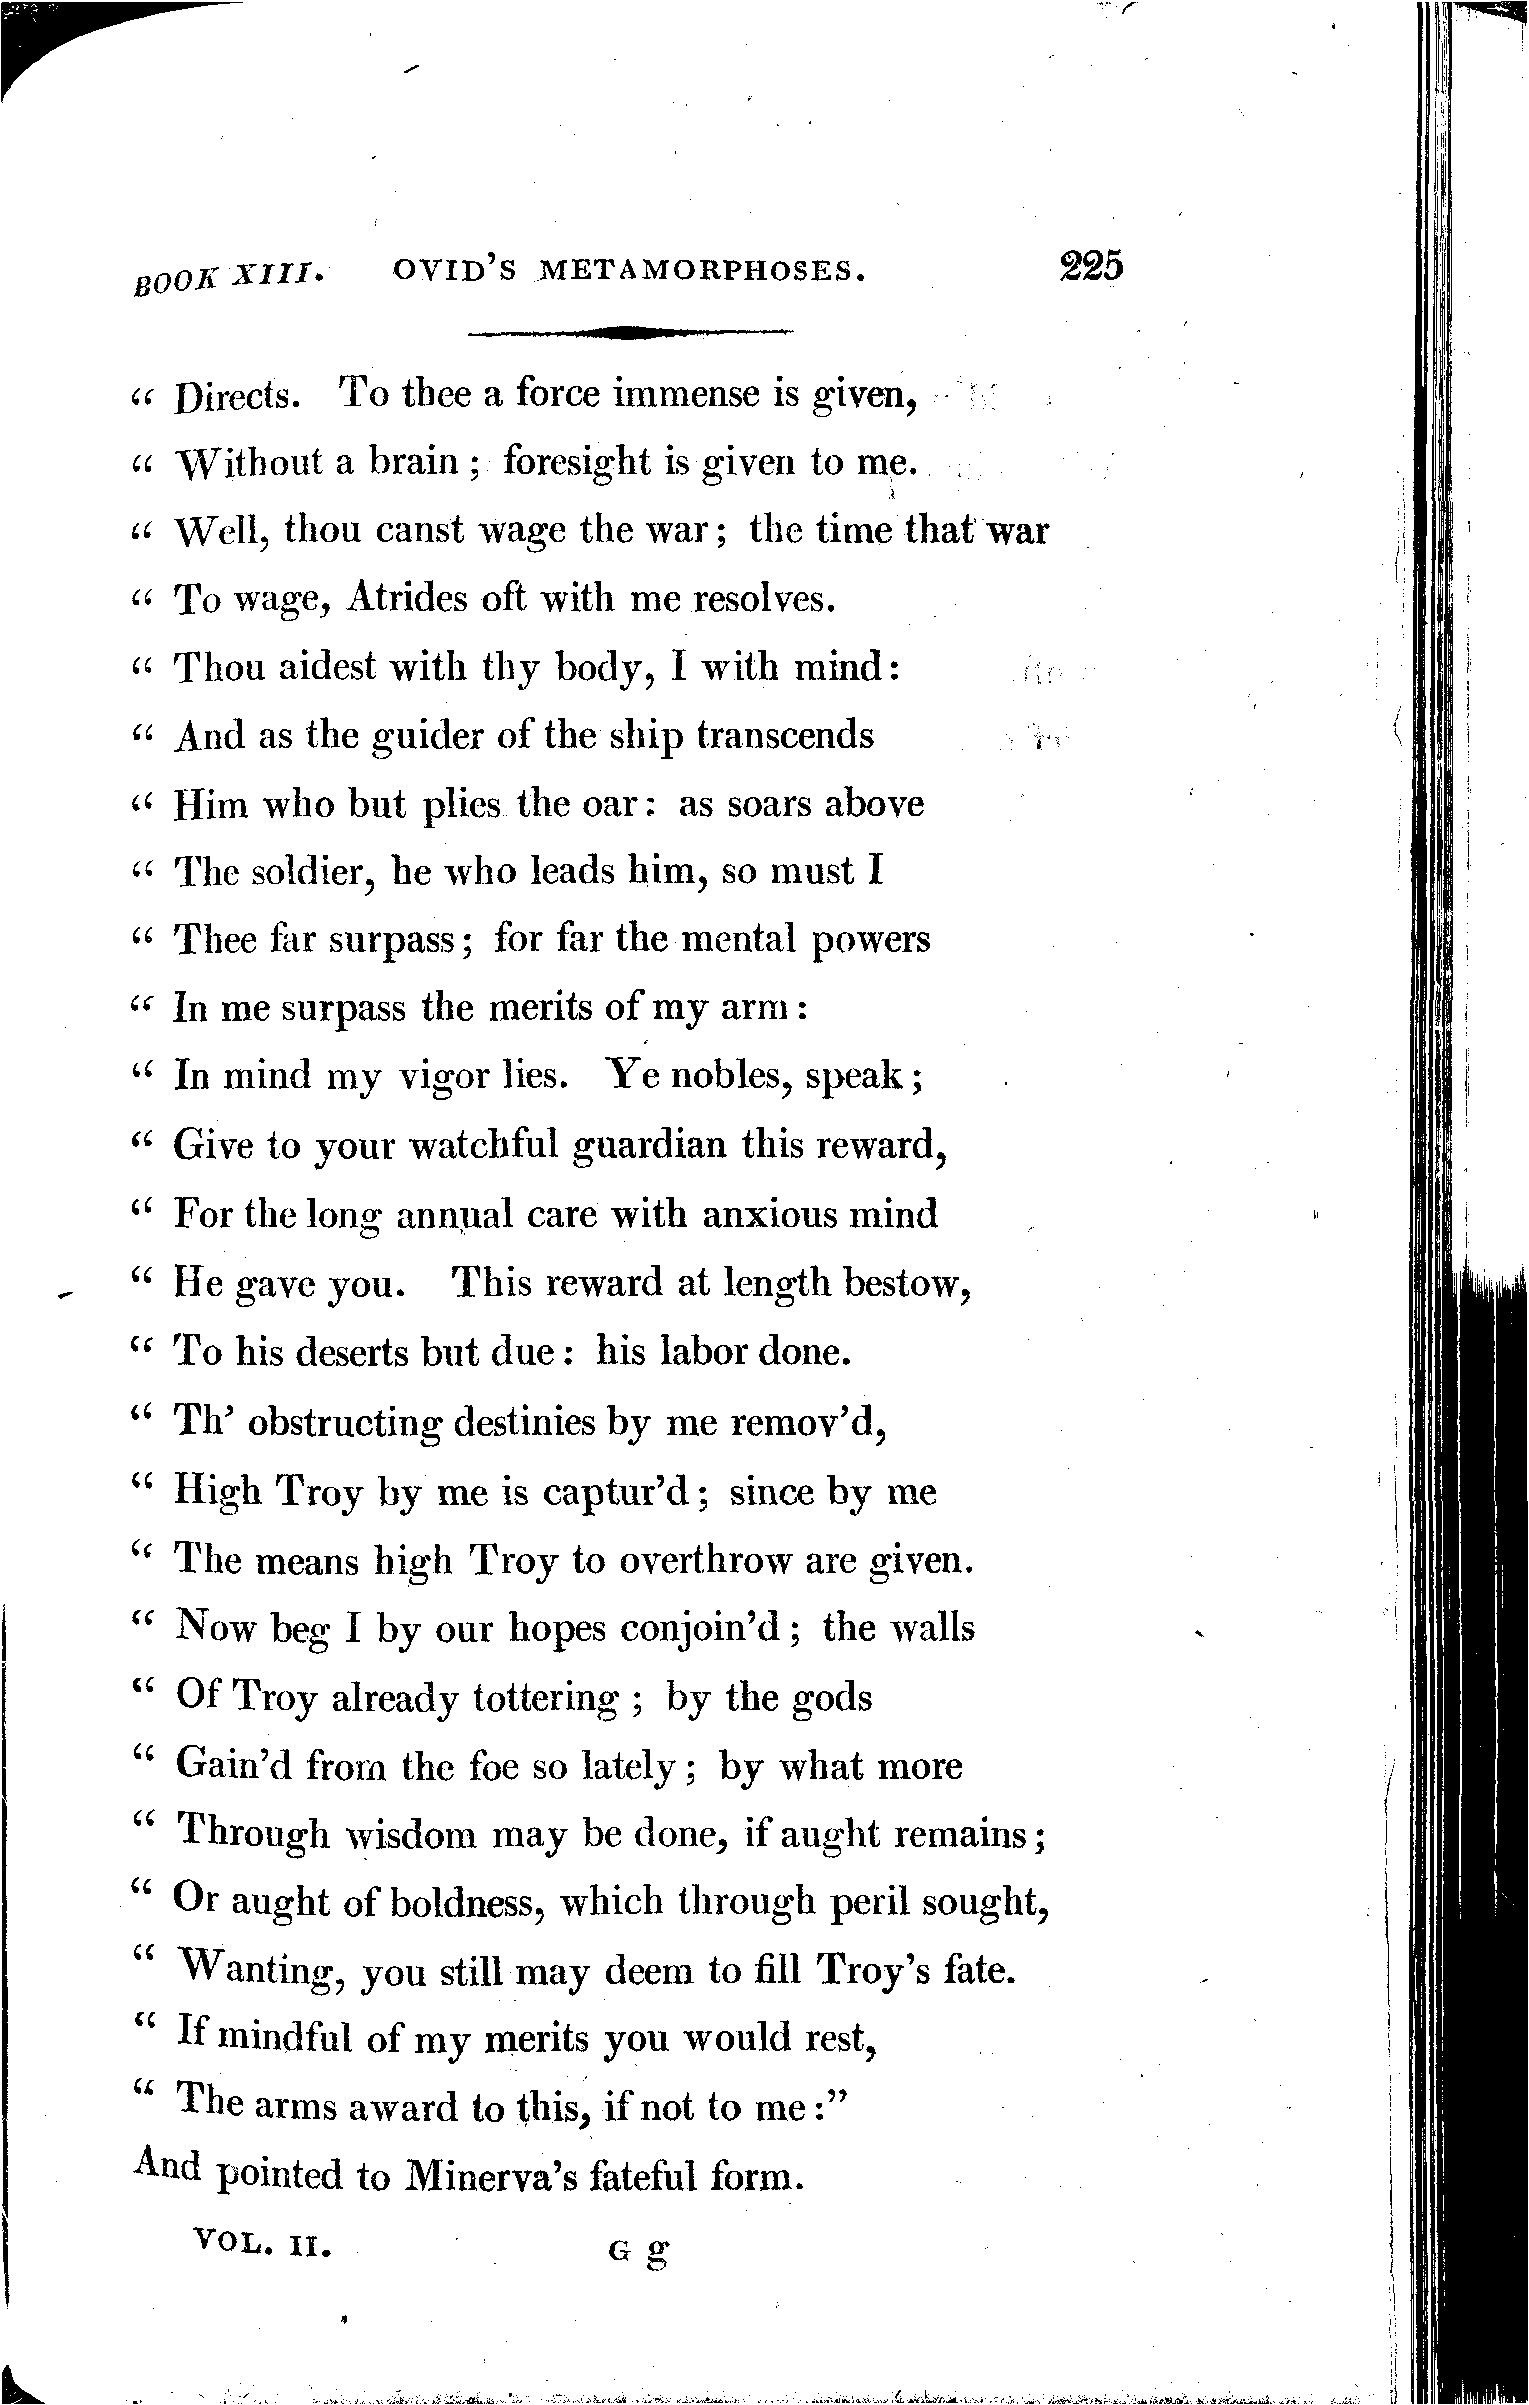 BOOK XIII. OVID'S METAMORPHOSES. 225
“ Directs. To thee a force immense is given,
“ Without a brain ; foresight is given to me.
“ Well, thou canst wage the war ; the time that war
“ To wage, Atrides oft with me resolves.
“ Thou aidest with thy body, I with mind :
“ And as the guider of the ship transcends
“ Him who but plies the oar : as soars above
“ The soldier, he who leads him, so must I
“ Thee far surpass ; for far the mental powers
“ In me surpass the merits of my arm :
“ In mind my vigor lies. Ye nobles, speak ;
“ Give to your watchful guardian this reward,
“ For the long annual care with anxious mind
“ He gave you. This reward at length bestow,
“ To his deserts but due : his labor done.
“ Th' obstructing destinies by me remov'd,
“ High Troy by me is captur'd ; since by me
“ The means high Troy to overthrow are given.
“ Now beg I by our hopes conjoin'd ; the walls
“ Of Troy already tottering ; by the gods
“ Gain'd from the foe so lately ; by what more
“ Through wisdom may be done, if aught remains ;
“ Or aught of boldness, which through peril sought,
“ Wanting, you still may deem to fill Troy's fate.
“ If mindful of my merits you would rest,
“ The arms award to this, if not to me :”
And pointed to Minerva's fateful form.
VOL. II. G g